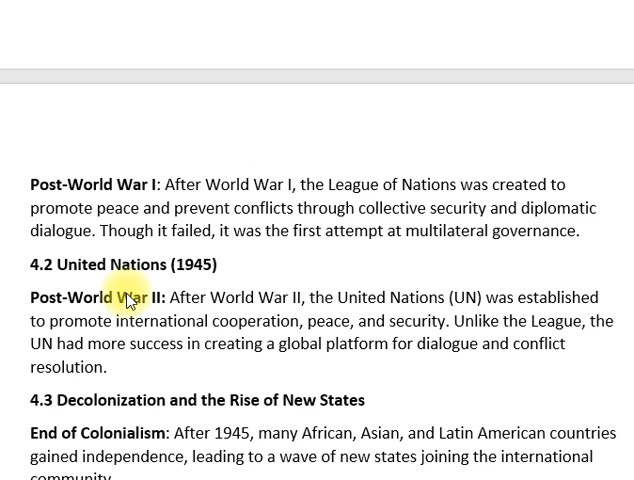 Post-World War I: After World War I, the League of Nations was created to
promote peace and prevent conflicts through collective security and diplomatic
dialogue. Though it failed, it was the first attempt at multilateral governance.
4.2 United Nations (1945)
Post-World War II: After World War II, the United Nations (UN) was established
to promote international cooperation, peace, and security. Unlike the League, the
UN had more success in creating a global platform for dialogue and conflict
resolution.
4.3 Decolonization and the Rise of New States
End of Colonialism: After 1945, many African, Asian, and Latin American countries
gained independence, leading to a wave of new states joining the international
community.